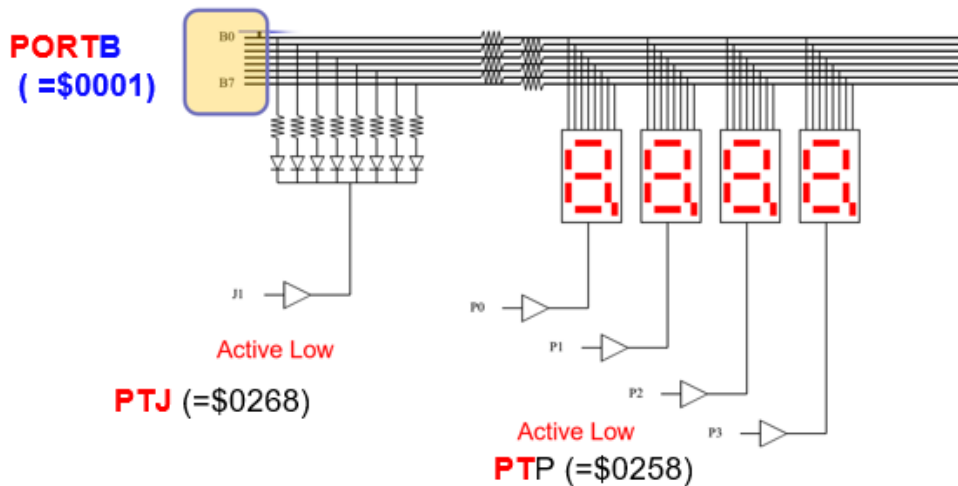 B0
PORTB
( =$0001)
B7
J1
P0
Active Low
P1
PTJ (=$0268)
P2
Active Low
P3
PTP (=$0258)